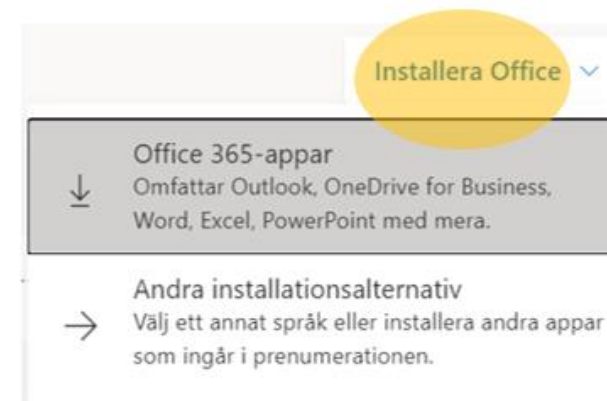 Installera Office
Office 365-appar
Omfattar Outlook, OneDrive for Business,
Word, Excel, PowerPoint med mera.
Andra installationsalternativ
Välj ett annat språk eller installera andra appar
som ingår i prenumerationen.